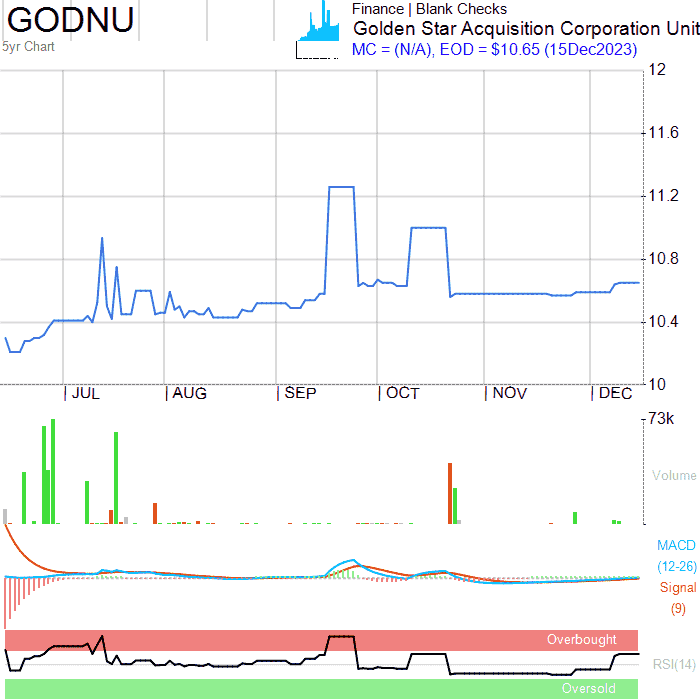 GODNU
5yr Chart
Finance | Blank Checks
Golden Star Acquisition Corporation Unit
MC = (N/A), EOD = $10.65 (15Dec2023)
12
11.6
11.2
10.8
10.4
10
JUL AUG SEP OCT NOV DEC
73k
Volume
MACD
(12-26)
Signal
(9)
Overbought
RSI(14)
Oversold